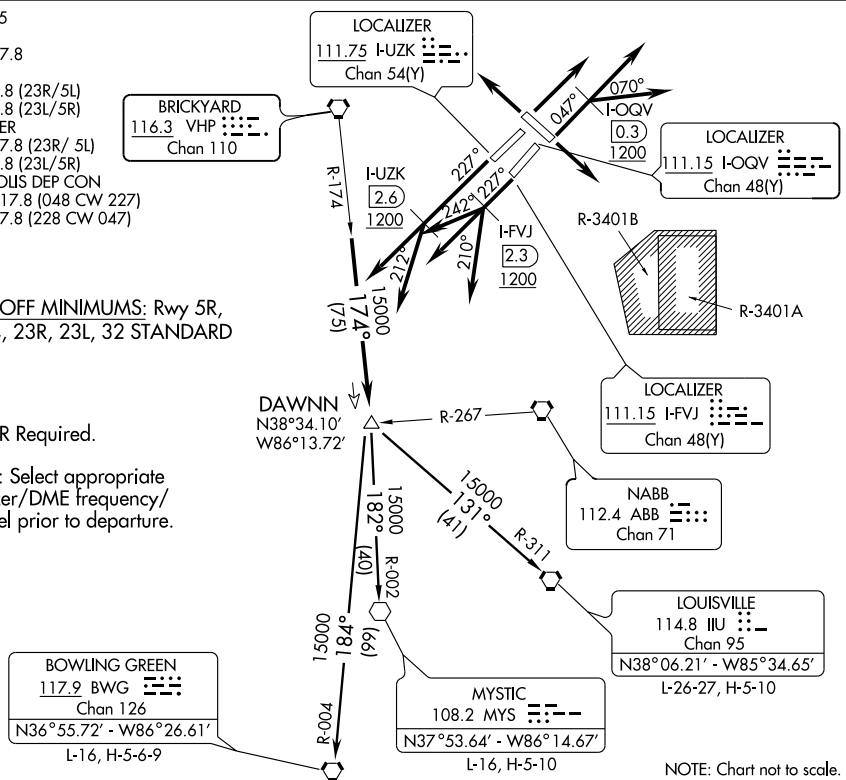 5
7.8
.8 (23R/5L)
.8 (23L/5R)
ER
7.8 (23R/ 5L)
.8 (23L/5R)
OLIS DEP CON
17.8 (048 CW 227)
7.8 (228 CW 047)
LOCALIZER
111.75 I-UZK
Chan 54(Y)
BRICKYARD
116.3 VHP
Chan 110
R-174
070°
047°
I-OQV
0.3
1200
LOCALIZER
111.15 I-OQV
Chan 48(Y)
I-UZK
2.6
1200
227°
227°
242°
212°
210°
I-FVJ
2.3
1200
R-3401B
R-3401A
OFF MINIMUMS: Rwy 5R,
, 23R, 23L, 32 STANDARD
15000
174°
(75)
LOCALIZER
111.15 I-FVJ
Chan 48(Y)
DAWNN
N38°34.10'
W86°13.72'
R-267
R Required.
: Select appropriate
er/DME frequency/
el prior to departure.
NABB
112.4 ABB
Chan 71
15000
131°
(41)
R-311
15000
182°
(40)
R-002
15000
184°
(66)
R-004
LOUISVILLE
114.8 IIU
Chan 95
N38°06.21' - W85°34.65'
L-26-27, H-5-10
BOWLING GREEN
117.9 BWG
Chan 126
N36°55.72' - W86°26.61'
L-16, H-5-6-9
MYSTIC
108.2 MYS
N37°53.64' - W86°14.67'
L-16, H-5-10
NOTE: Chart not to scale.